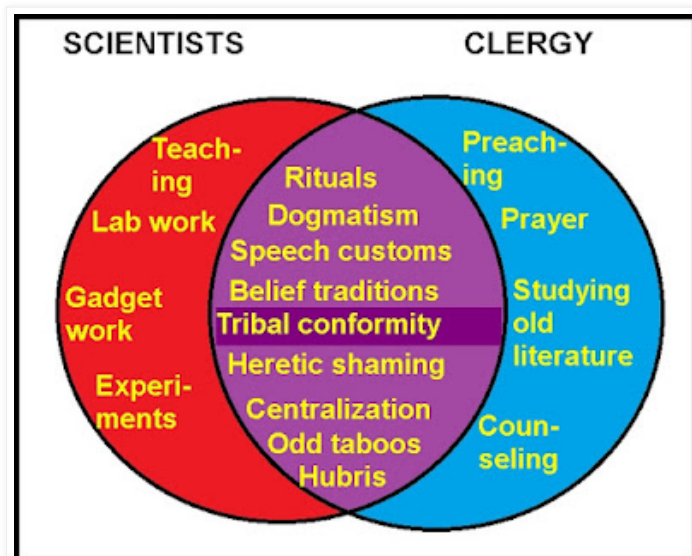 SCIENTISTS
CLERGY
Teach-
ing
Lab work
Gadget
work
Experi-
ments
Rituals
Dogmatism
Speech customs
Belief traditions
Tribal conformity
Heretic shaming
Centralization
Odd taboos
Hubris
Preach-
ing
Prayer
Studying
old
literature
Coun-
seling